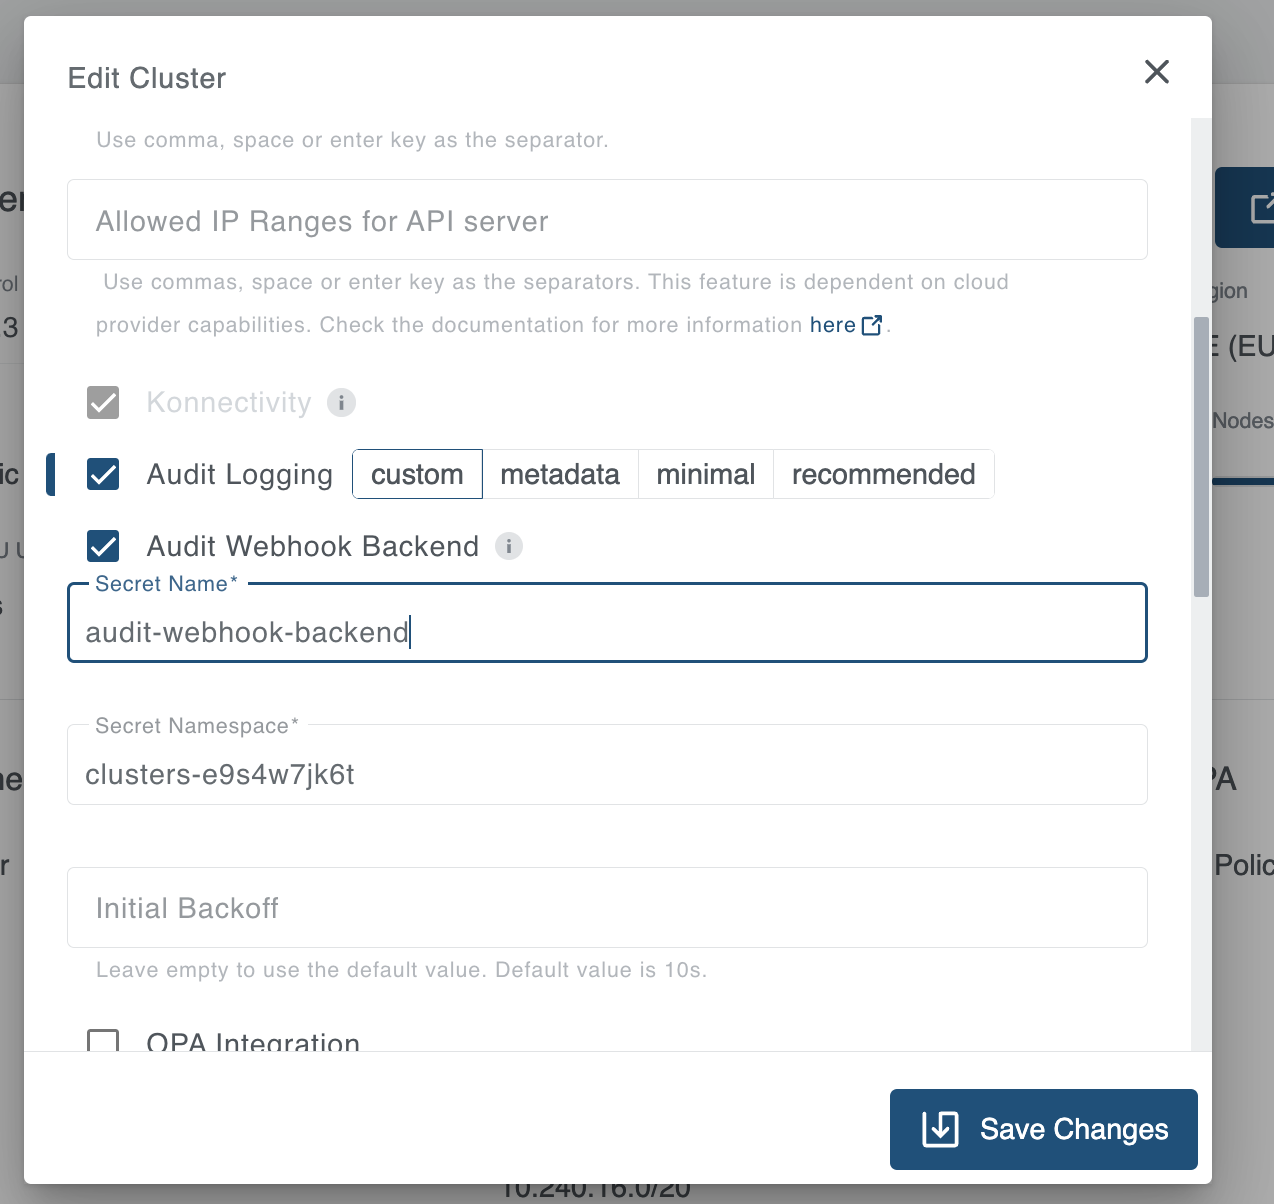 Edit Cluster
Use comma, space or enter key as the separator.
Allowed IP Ranges for API server
Use commas, space or enter key as the separators. This feature is dependent on cloud
provider capabilities. Check the documentation for more information here.
Konnectivity i
Audit Logging custom metadata minimal recommended
Audit Webhook Backend i
Secret Name*
audit-webhook-backend
Secret Namespace*
clusters-e9s4w7jk6t
Initial Backoff
Leave empty to use the default value. Default value is 10s.
OPA Integration
Save Changes
(EU
Nodes
Polic
10.240.16.0/20